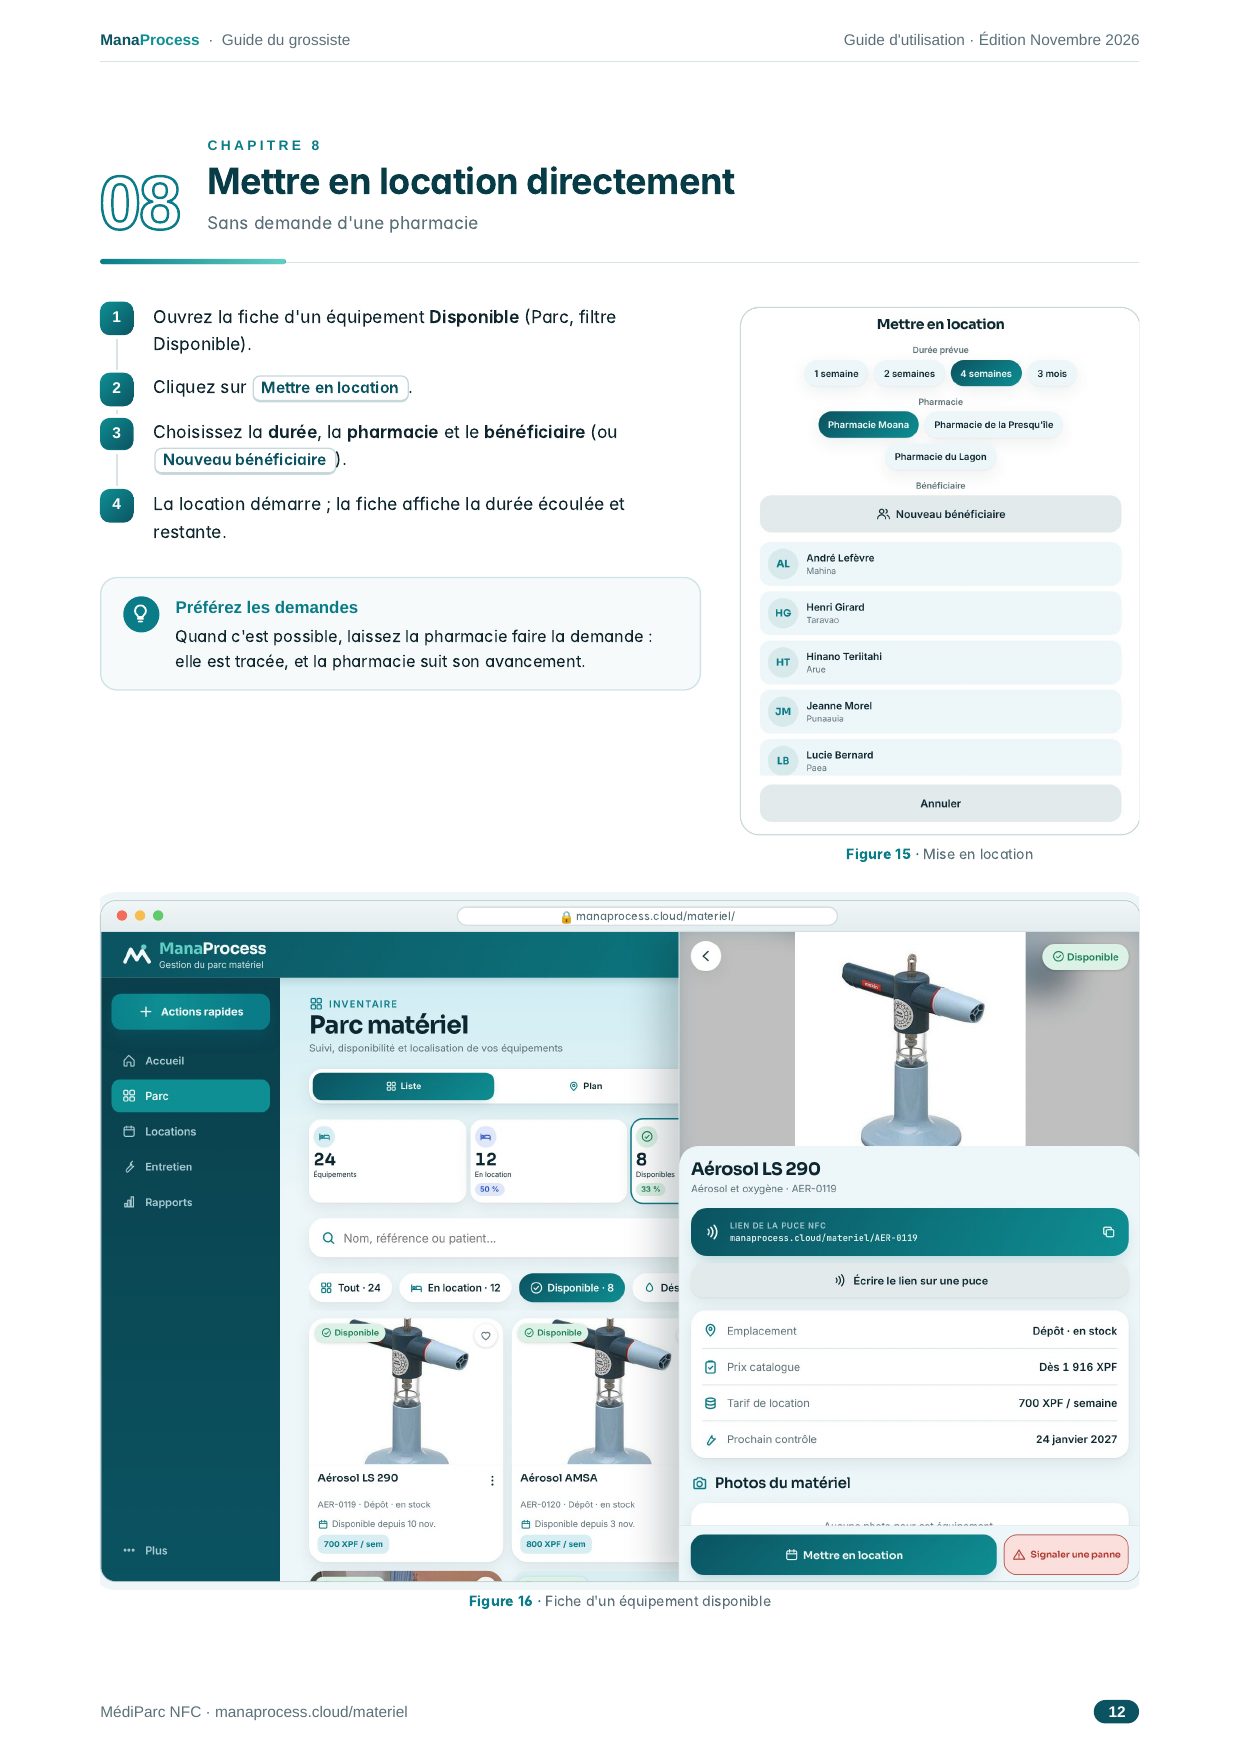 ManaProcess · Guide du grossiste
Guide d'utilisation · Édition Novembre 2026
CHAPITRE 8
08
Mettre en location directement
Sans demande d'une pharmacie
1
Ouvrez la fiche d'un équipement Disponible (Parc, filtre
Disponible).
2
Cliquez sur Mettre en location .
3
Choisissez la durée, la pharmacie et le bénéficiaire (ou
Nouveau bénéficiaire ).
4
La location démarre ; la fiche affiche la durée écoulée et
restante.
Préférez les demandes
Quand c'est possible, laissez la pharmacie faire la demande :
elle est tracée, et la pharmacie suit son avancement.
Mettre en location
Durée prévue
1 semaine 2 semaines 4 semaines 3 mois
Pharmacie
Pharmacie Moana Pharmacie de la Presqu'île
Pharmacie du Lagon
Bénéficiaire
Nouveau bénéficiaire
AL
André Lefèvre
Mahina
HG
Henri Girard
Taravao
HT
Hinano Teriitahi
Arue
JM
Jeanne Morel
Punaauia
LB
Lucie Bernard
Paea
Annuler
Figure 15 · Mise en location
manaprocess.cloud/materiel/
ManaProcess
Gestion du parc matériel
Actions rapides
Accueil
Parc
Locations
Entretien
Rapports
Plus
INVENTAIRE
Parc matériel
Suivi, disponibilité et localisation de vos équipements
Liste Plan
24
Équipements
12
En location
50 %
8
Disponibles
33 %
Nom, référence ou patient...
Tout · 24 En location · 12 Disponible · 8 Dés
Disponible
Aérosol LS 290
AER-0119 · Dépôt · en stock
Disponible depuis 10 nov.
700 XPF / sem
Disponible
Aérosol AMSA
AER-0120 · Dépôt · en stock
Disponible depuis 3 nov.
800 XPF / sem
Disponible
Aérosol LS 290
Aérosol et oxygène · AER-0119
LIEN DE LA PUCE NFC
manaprocess.cloud/materiel/AER-0119
Écrire le lien sur une puce
Emplacement Dépôt · en stock
Prix catalogue Dès 1 916 XPF
Tarif de location 700 XPF / semaine
Prochain contrôle 24 janvier 2027
Photos du matériel
Mettre en location Signaler une panne
Figure 16 · Fiche d'un équipement disponible
MédiParc NFC · manaprocess.cloud/materiel
12